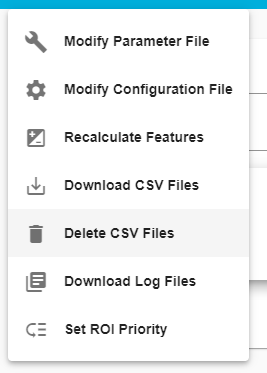 Modify Parameter File
Modify Configuration File
Recalculate Features
Download CSV Files
Delete CSV Files
Download Log Files
Set ROI Priority